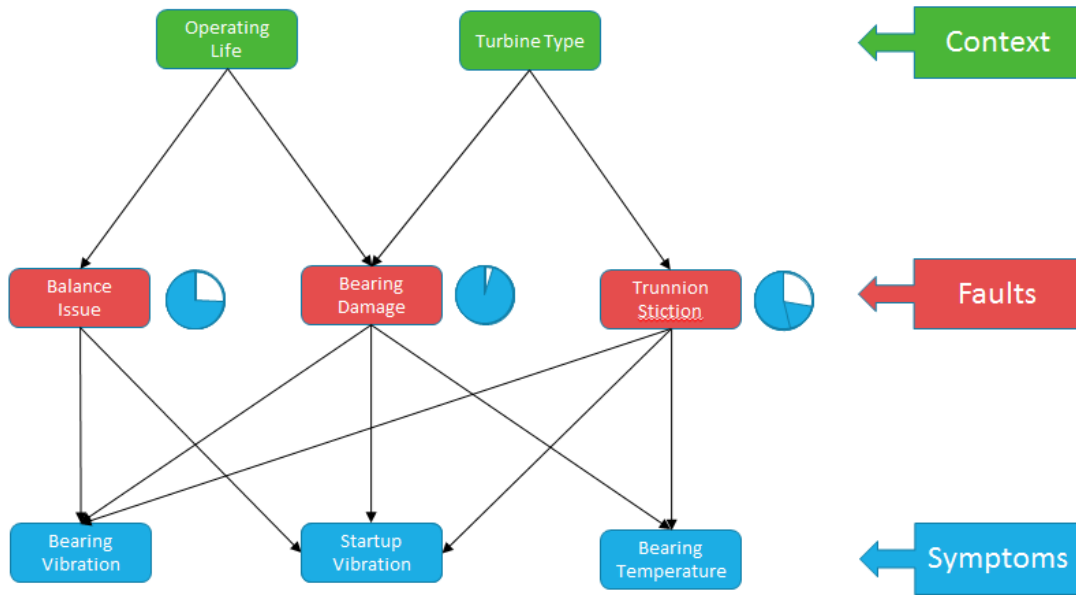 Operating
Life
Turbine Type
Context
Balance
Issue
Bearing
Damage
Trunnion
Stiction
Faults
Bearing
Vibration
Startup
Vibration
Bearing
Temperature
Symptoms